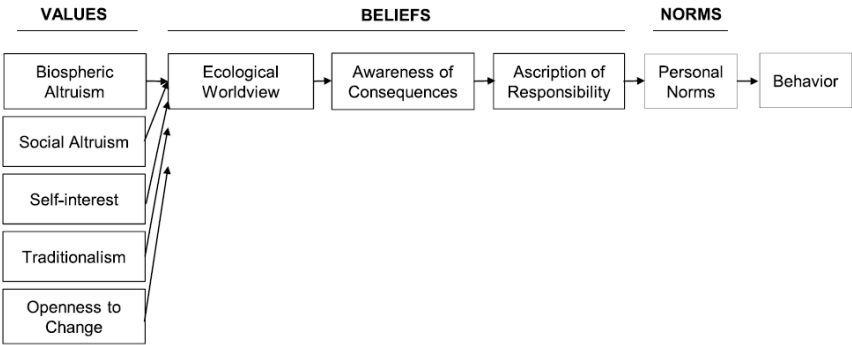 VALUES
BELIEFS
NORMS
Biospheric
Altruism
Ecological
Worldview
Awareness of
Consequences
Ascription of
Responsibility
Personal
Norms
Behavior
Social Altruism
Self-interest
Traditionalism
Openness to
Change